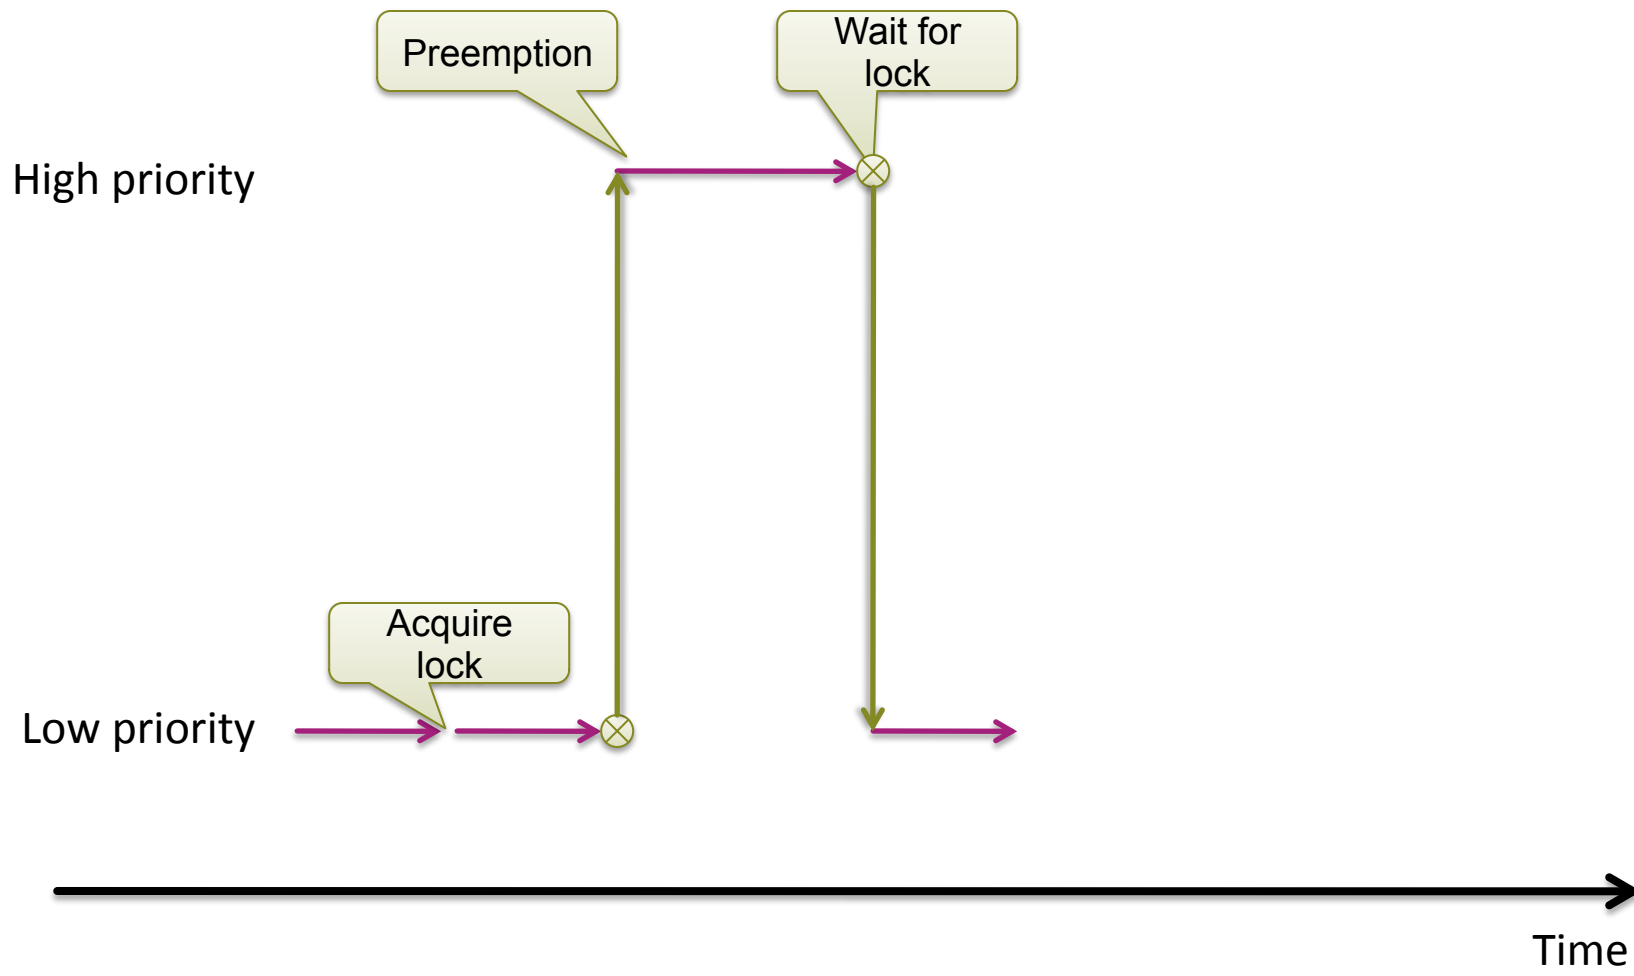 Preemption
Wait for
lock
High priority
Acquire
lock
Low priority
Time